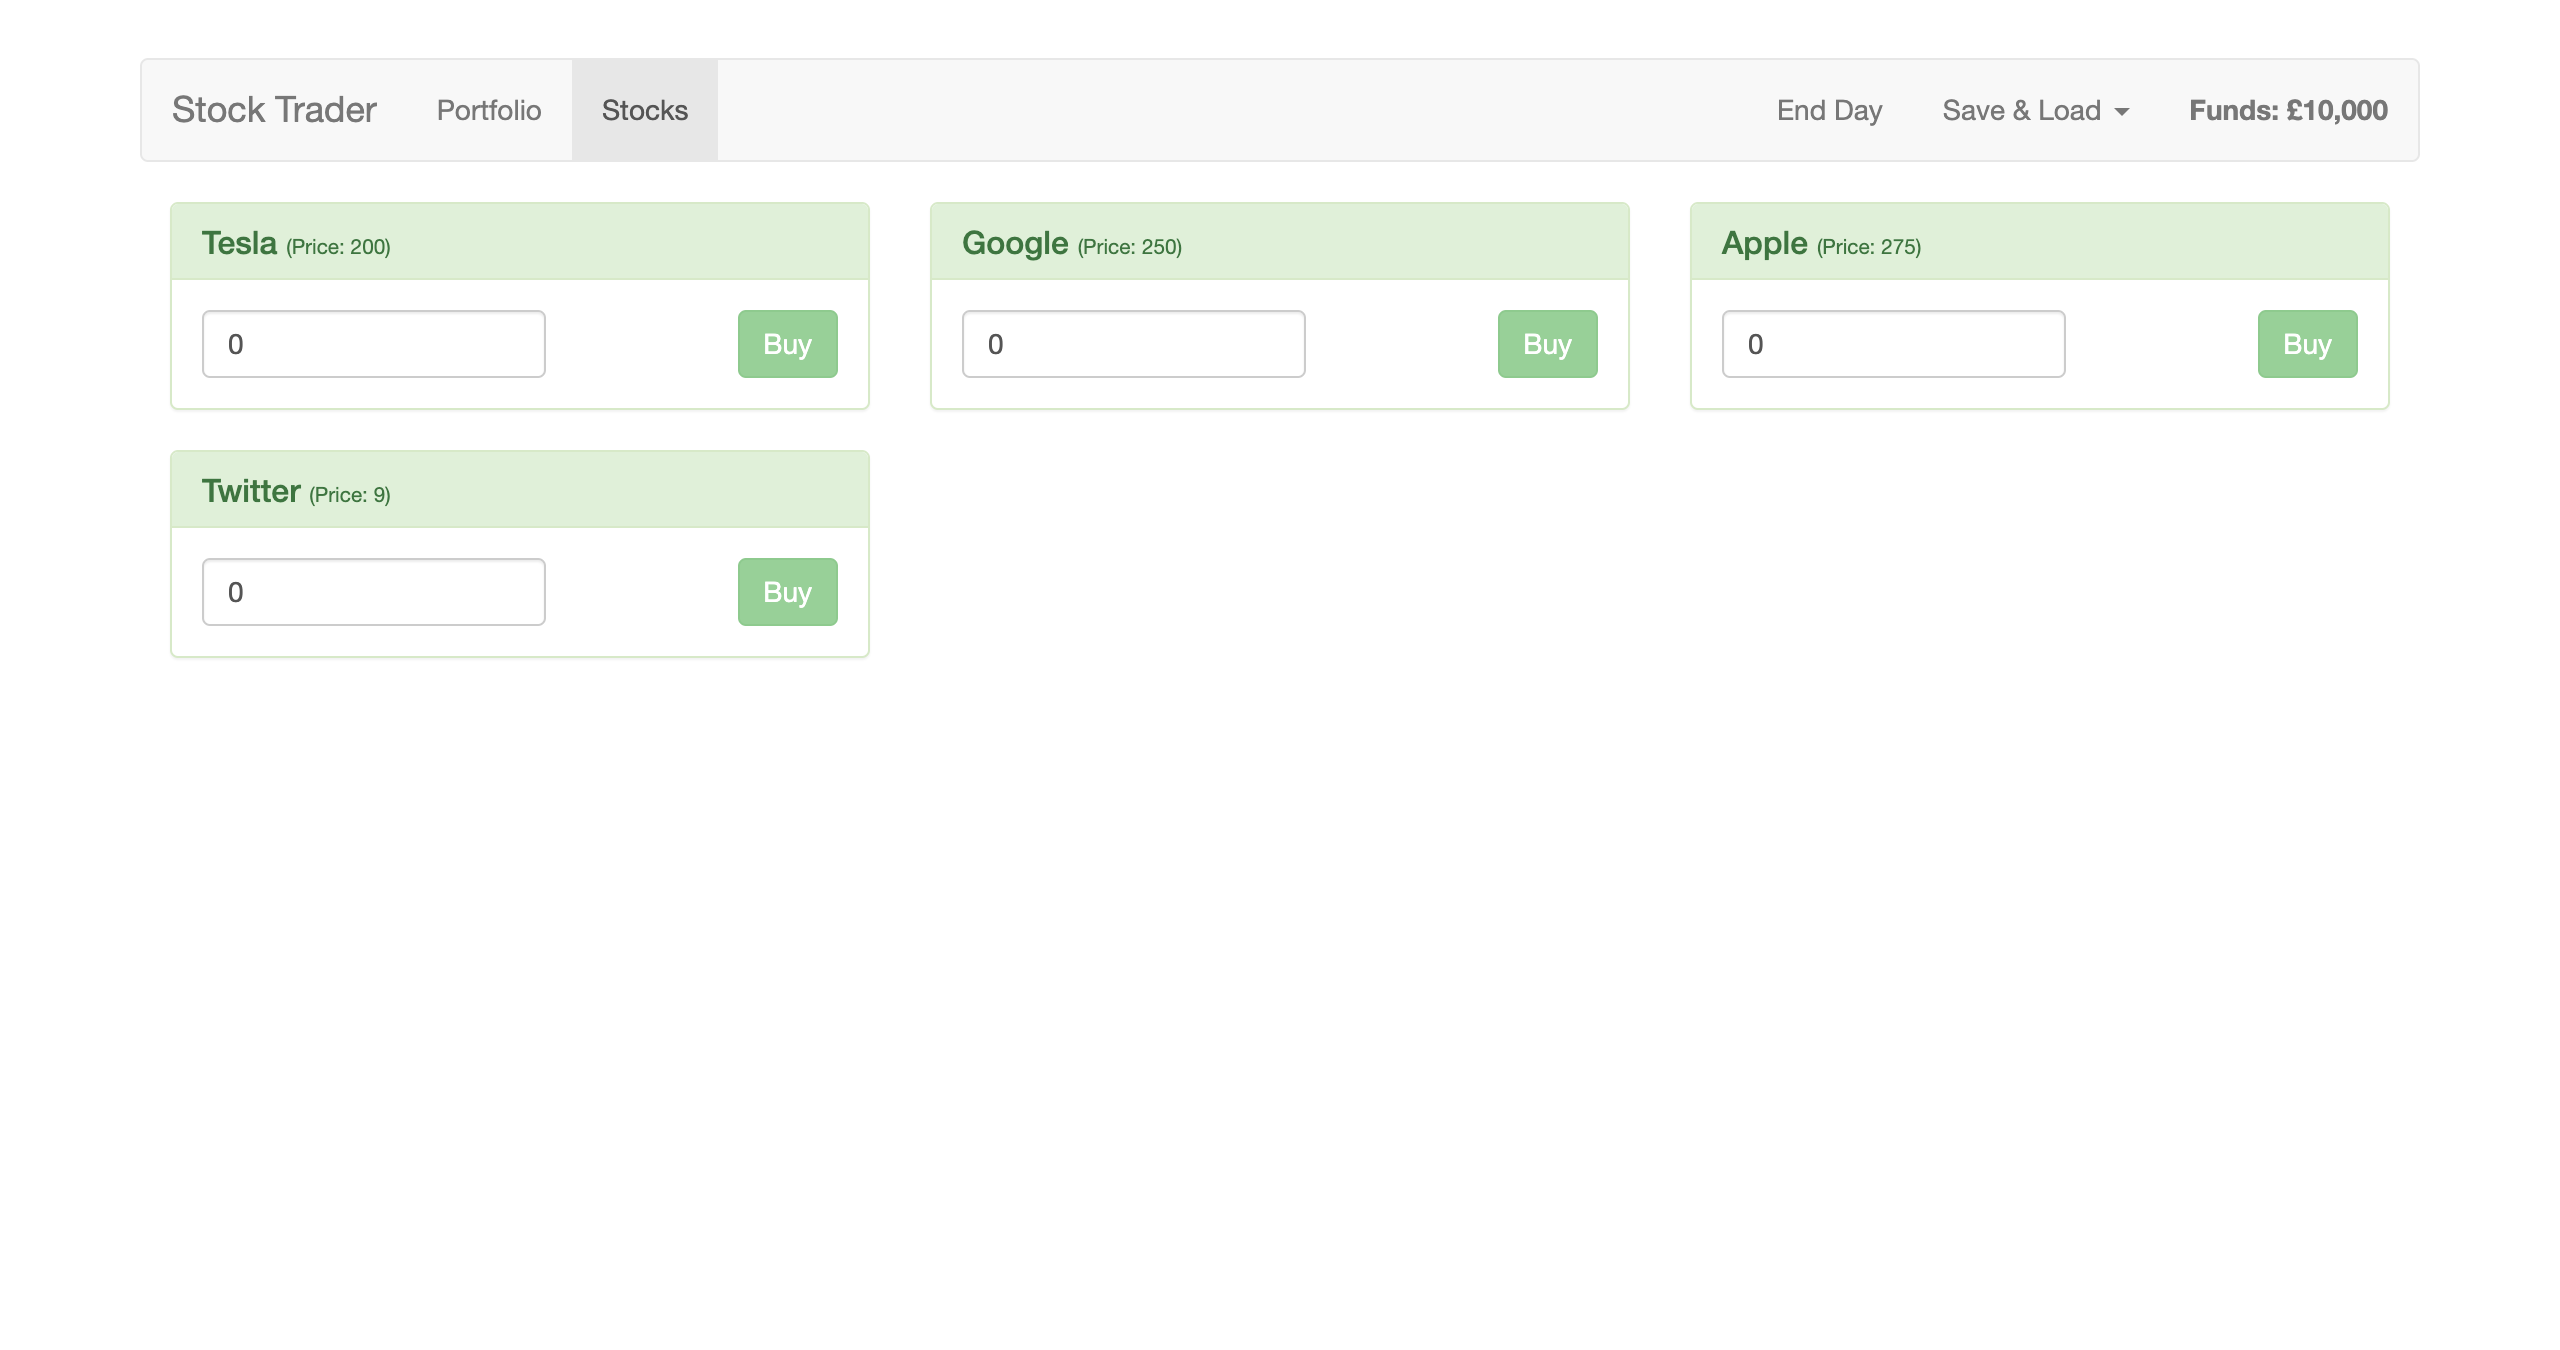 Stock Trader Portfolio Stocks End Day Save & Load Funds: £10,000
Tesla (Price: 200)
0 Buy
Google (Price: 250)
0 Buy
Apple (Price: 275)
0 Buy
Twitter (Price: 9)
0 Buy